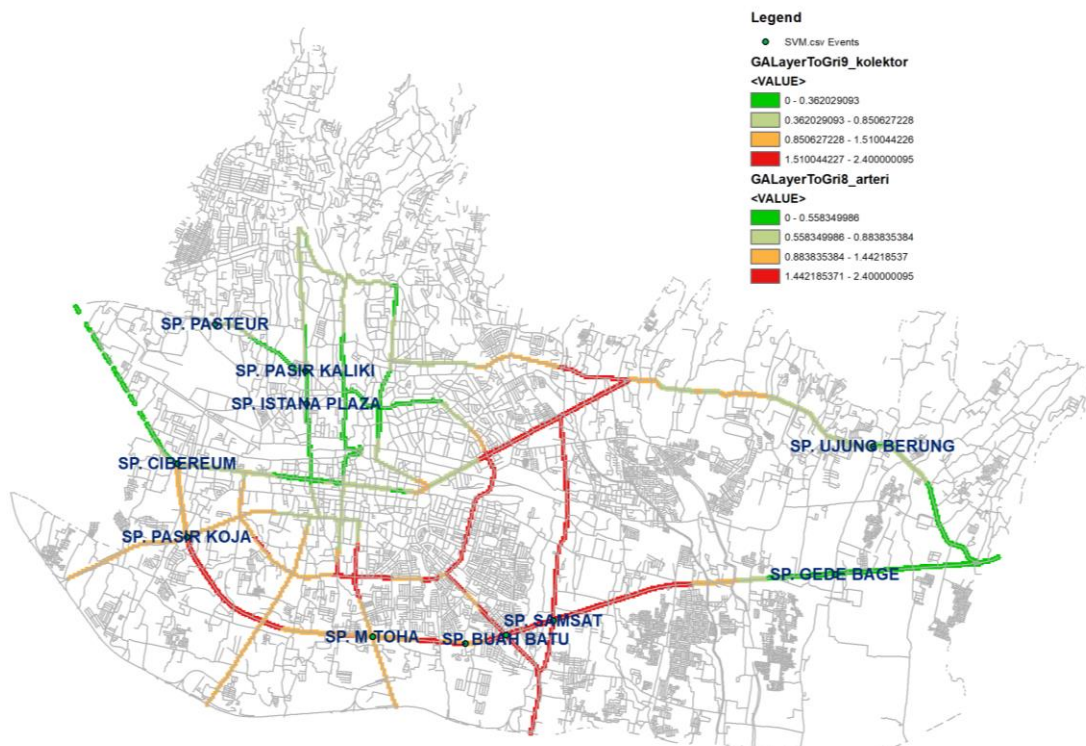 Legend
SVM.csv Events
GALayerToGri9_kolektor
<VALUE>
0 - 0.362029093
0.362029093 - 0.850627228
0.850627228 - 1.510044226
1.510044227 - 2.400000095
GALayerToGri8_arteri
<VALUE>
0 - 0.558349986
0.558349986 - 0.883835384
0.883835384 - 1.44218537
1.442185371 - 2.400000095
SP. PASTEUR
SP. PASIR KALIKI
SP. ISTANA PLAZA
SP. UJUNG BERUNG
SP. CIBEREUM
SP. PASIR KOJA
SP. GEDE BAGE
SP. SAMSAT
SP. M TOHA
SP. BUAH BATU